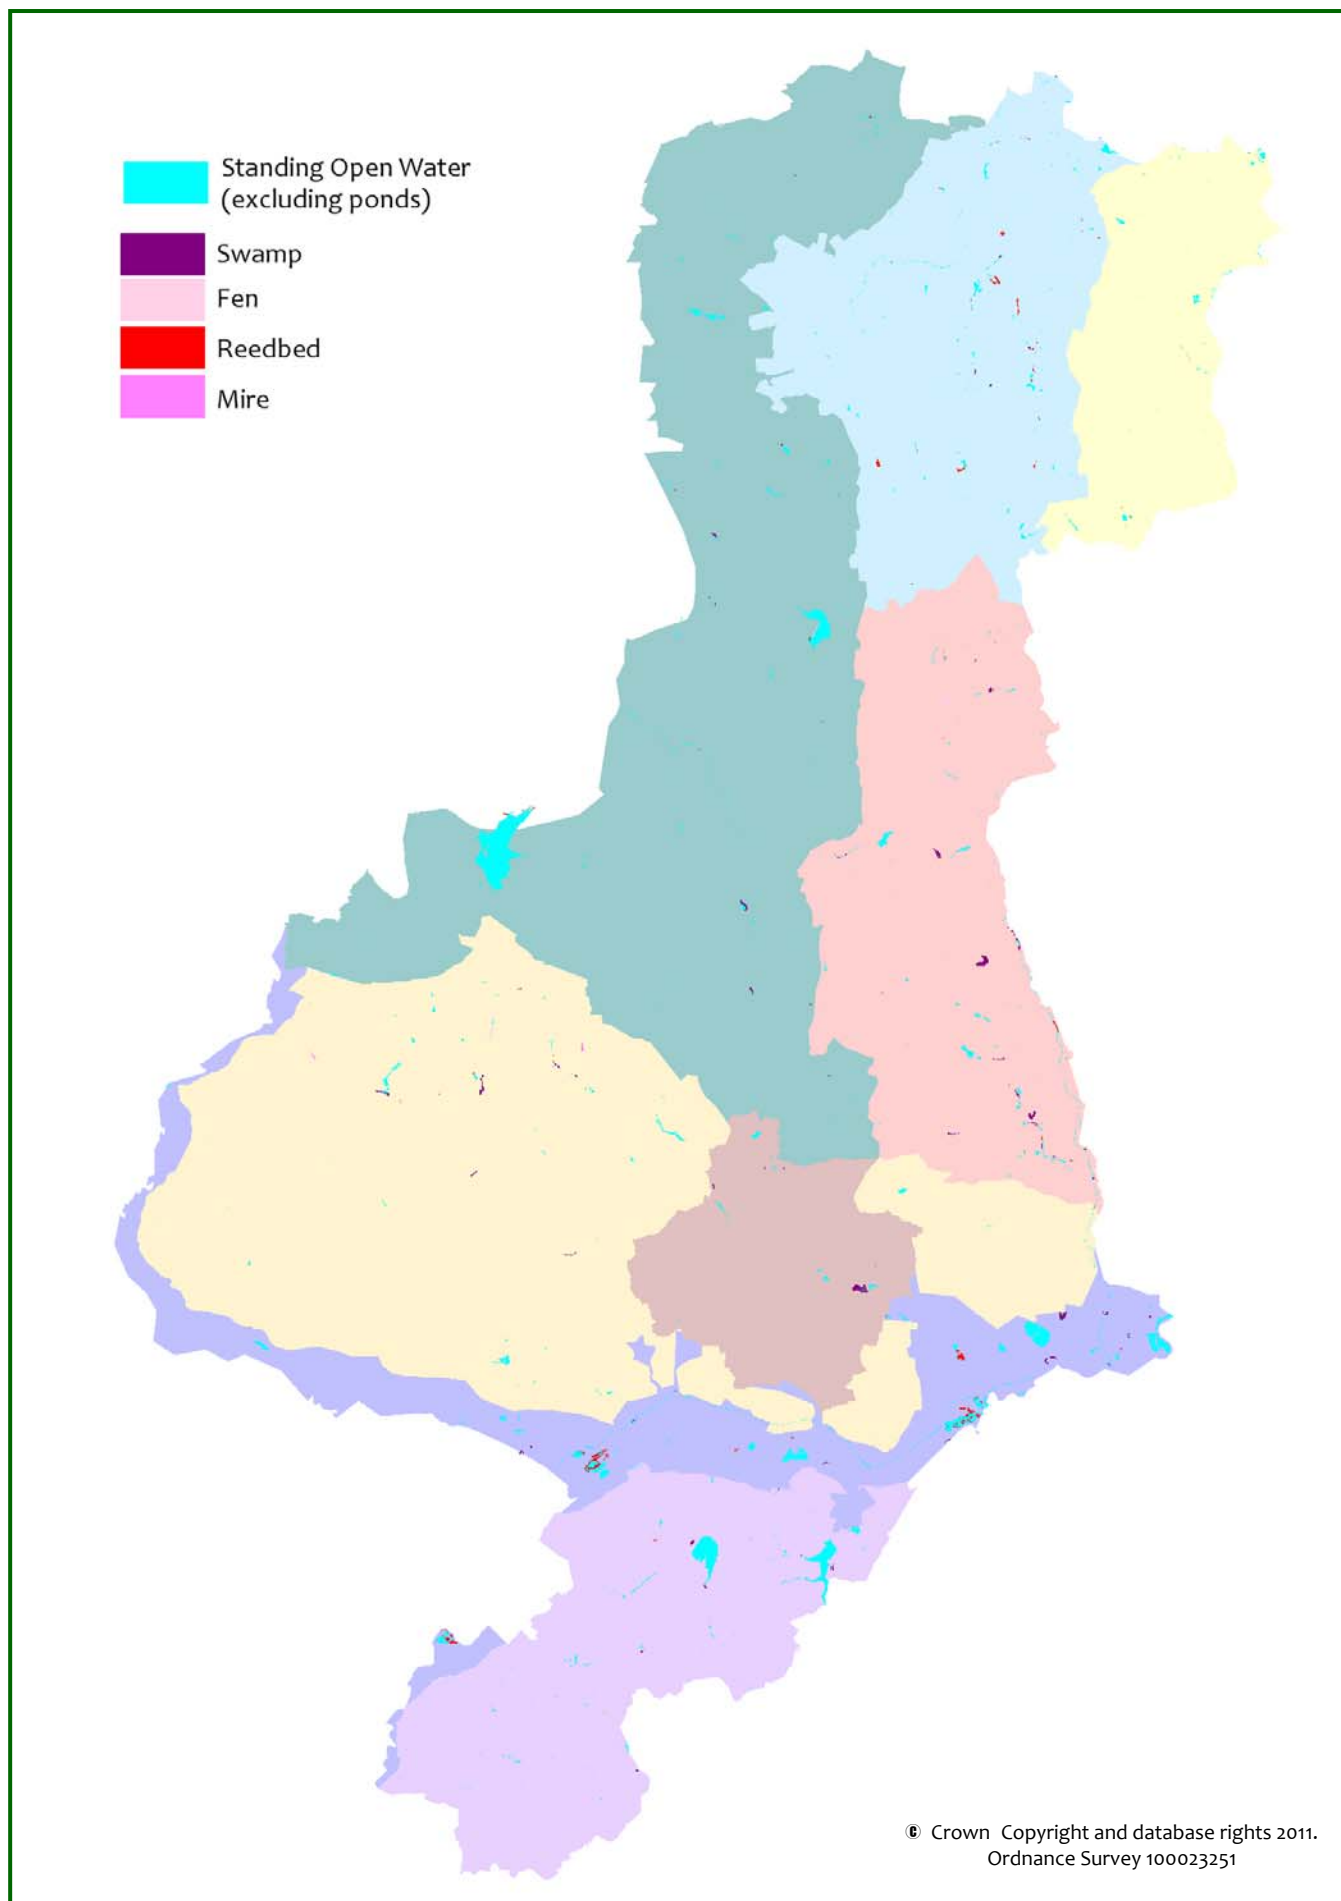 Standing Open Water
(excluding ponds)
Swamp
Fen
Reedbed
Mire
© Crown Copyright and database rights 2011.
Ordnance Survey 100023251